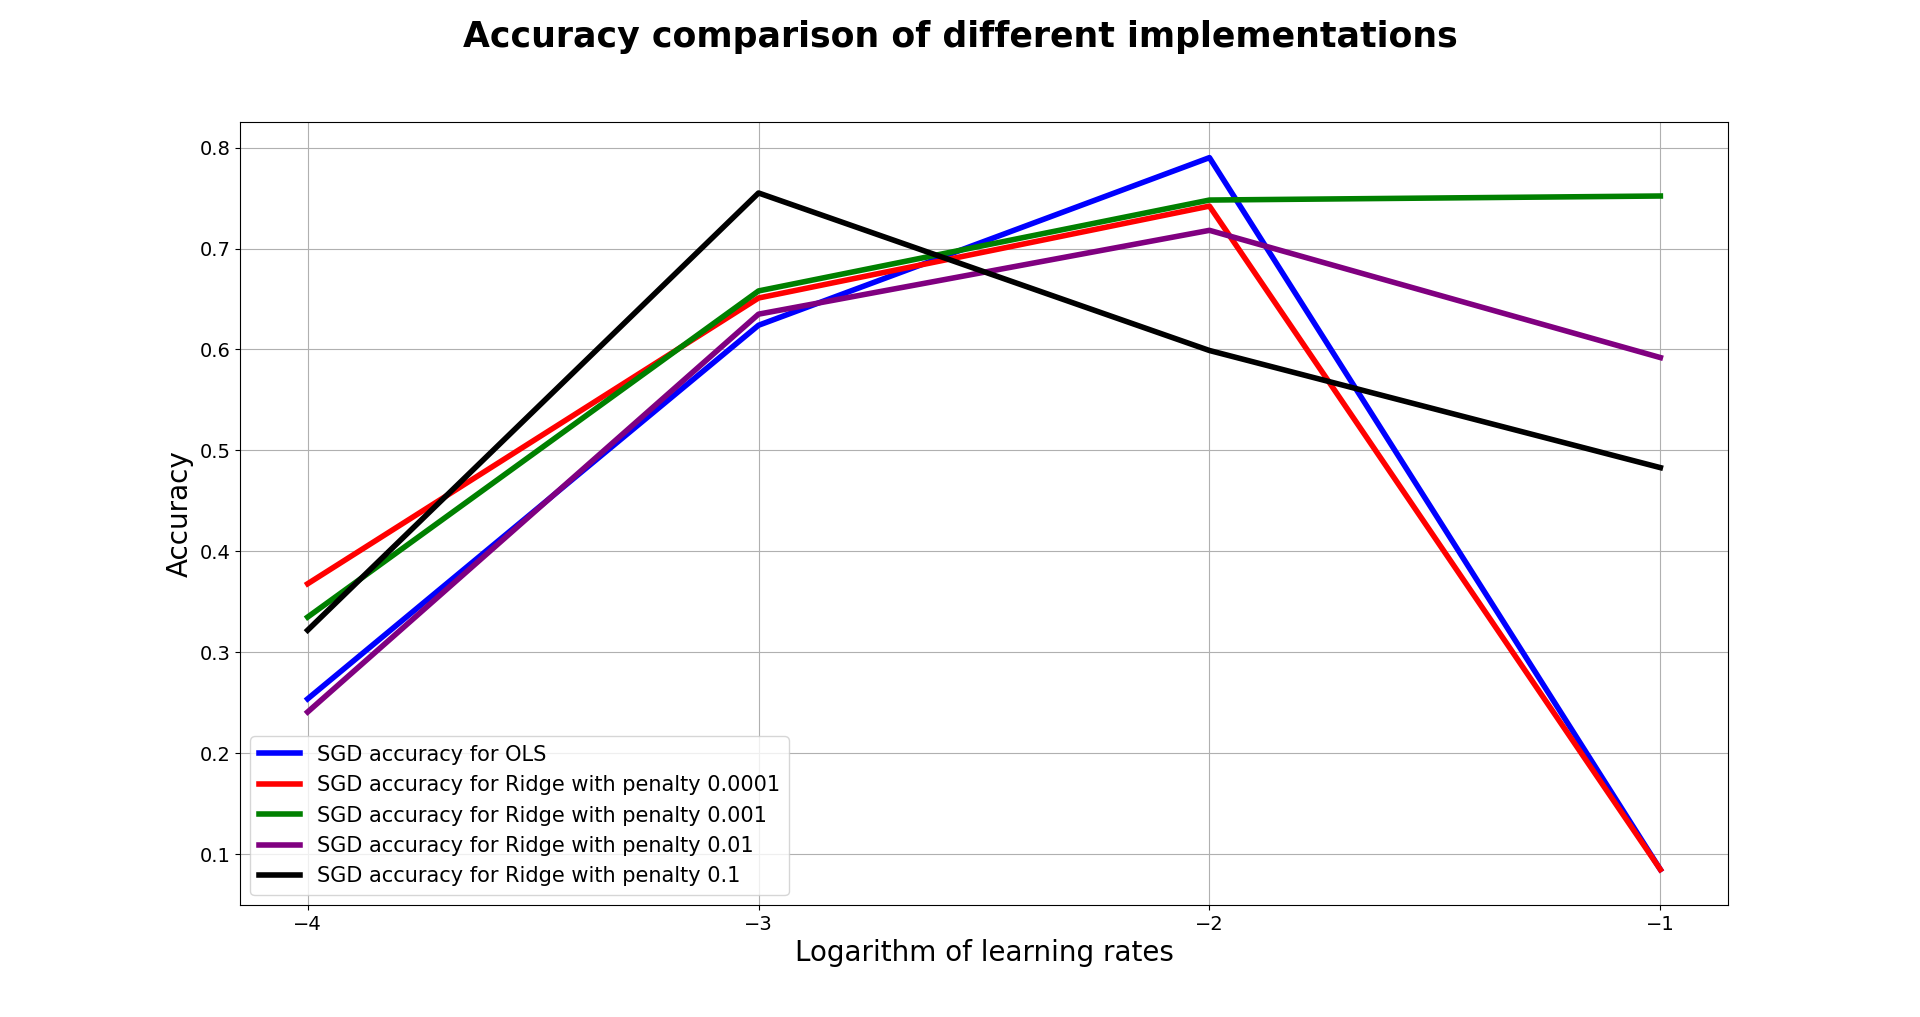 Accuracy comparison of different implementations
0.8
0.7
0.6
0.5
0.4
0.3
0.2
0.1
Accuracy
SGD accuracy for OLS
SGD accuracy for Ridge with penalty 0.0001
SGD accuracy for Ridge with penalty 0.001
SGD accuracy for Ridge with penalty 0.01
SGD accuracy for Ridge with penalty 0.1
−4 −3 −2 −1
Logarithm of learning rates